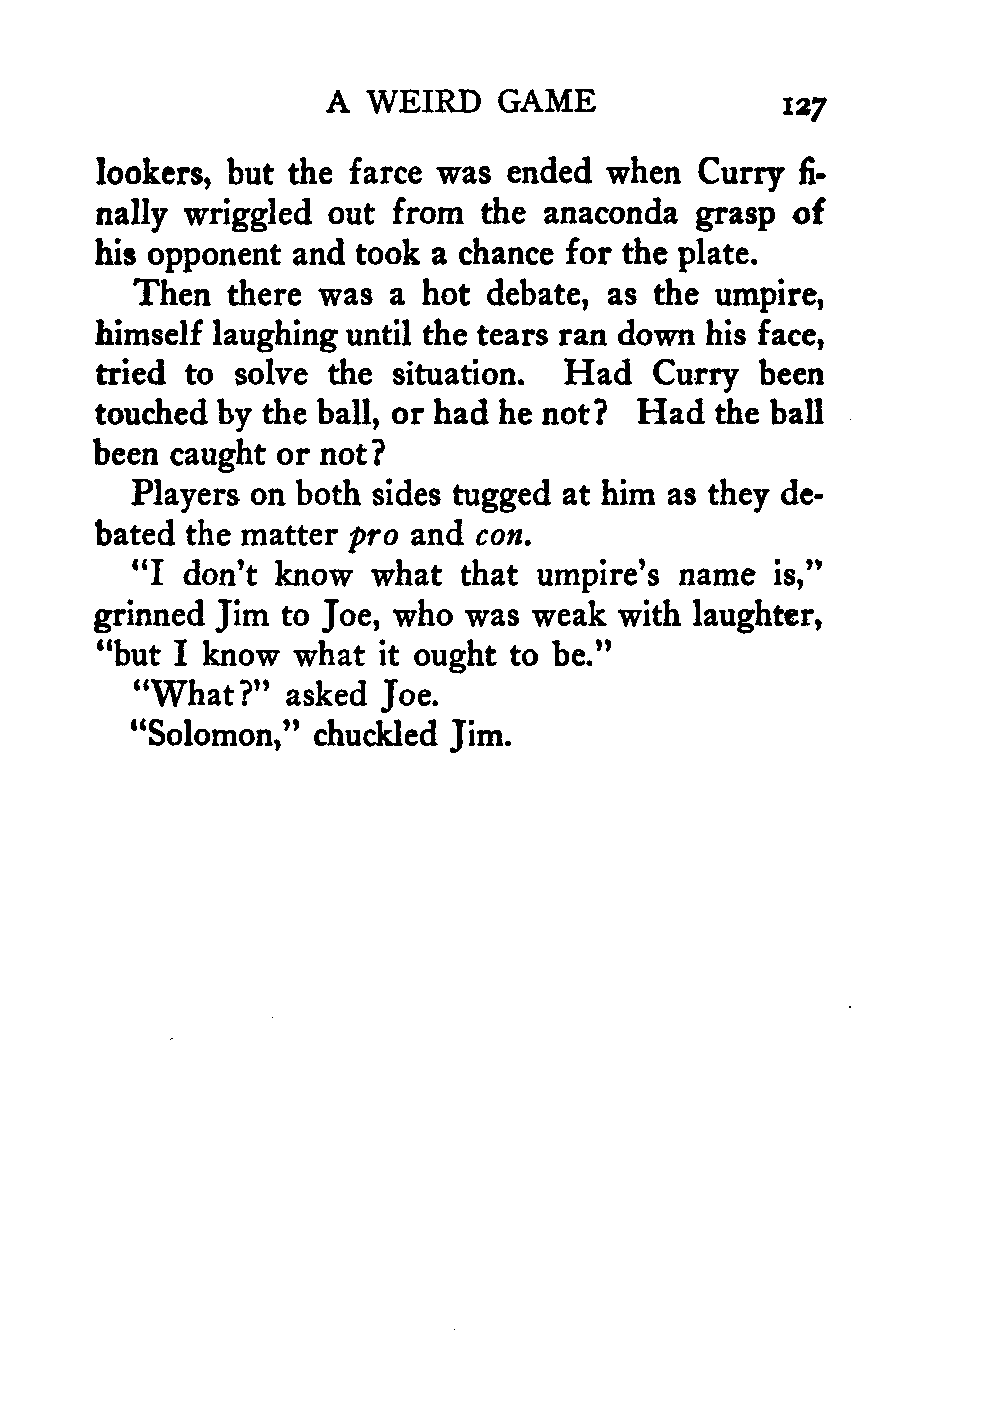 A WEIRD GAME 127
lookers, but the farce was ended when Curry fi-
nally wriggled out from the anaconda grasp of
his opponent and took a chance for the plate.
Then there was a hot debate, as the umpire,
himself laughing until the tears ran down his face,
tried to solve the situation. Had Curry been
touched by the ball, or had he not? Had the ball
been caught or not?
Players on both sides tugged at him as they de-
bated the matter pro and con.
"I don't know what that umpire's name is,"
grinned Jim to Joe, who was weak with laughter,
"but I know what it ought to be."
"What?" asked Joe.
"Solomon," chuckled Jim.